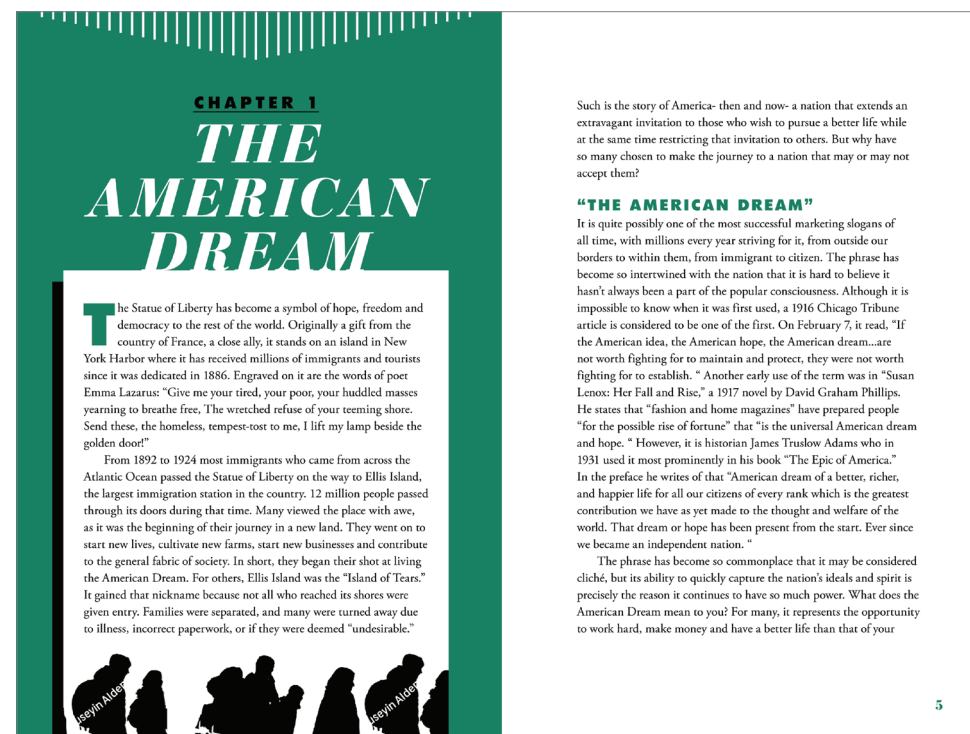 CHAPTER 1
THE
AMERICAN
DREAM
The Statue of Liberty has become a symbol of hope, freedom and
democracy to the rest of the world. Originally a gift from the
country of France, a close ally, it stands on an island in New
York Harbor where it has received millions of immigrants and tourists
since it was dedicated in 1886. Engraved on it are the words of poet
Emma Lazarus: “Give me your tired, your poor, your huddled masses
yearning to breathe free, The wretched refuse of your teeming shore.
Send these, the homeless, tempest-tost to me, I lift my lamp beside the
golden door!”
From 1892 to 1924 most immigrants who came from across the
Atlantic Ocean passed the Statue of Liberty on the way to Ellis Island,
the largest immigration station in the country. 12 million people passed
through its doors during that time. Many viewed the place with awe,
as it was the beginning of their journey in a new land. They went on to
start new lives, cultivate new farms, start new businesses and contribute
to the general fabric of society. In short, they began their shot at living
the American Dream. For others, Ellis Island was the “Island of Tears.”
It gained that nickname because not all who reached its shores were
given entry. Families were separated, and many were turned away due
to illness, incorrect paperwork, or if they were deemed “undesirable.”
seyin Alder
useyin Alder
Such is the story of America- then and now- a nation that extends an
extravagant invitation to those who wish to pursue a better life while
at the same time restricting that invitation to others. But why have
so many chosen to make the journey to a nation that may or may not
accept them?
“THE AMERICAN DREAM”
It is quite possibly one of the most successful marketing slogans of
all time, with millions every year striving for it, from outside our
borders to within them, from immigrant to citizen. The phrase has
become so intertwined with the nation that it is hard to believe it
hasn’t always been a part of the popular consciousness. Although it is
impossible to know when it was first used, a 1916 Chicago Tribune
article is considered to be one of the first. On February 7, it read, “If
the American idea, the American hope, the American dream...are
not worth fighting for to maintain and protect, they were not worth
fighting for to establish. “ Another early use of the term was in “Susan
Lenox: Her Fall and Rise,” a 1917 novel by David Graham Phillips.
He states that “fashion and home magazines” have prepared people
“for the possible rise of fortune” that “is the universal American dream
and hope. “ However, it is historian James Truslow Adams who in
1931 used it most prominently in his book “The Epic of America.”
In the preface he writes of that “American dream of a better, richer,
and happier life for all our citizens of every rank which is the greatest
contribution we have as yet made to the thought and welfare of the
world. That dream or hope has been present from the start. Ever since
we became an independent nation. “
The phrase has become so commonplace that it may be considered
cliché, but its ability to quickly capture the nation’s ideals and spirit is
precisely the reason it continues to have so much power. What does the
American Dream mean to you? For many, it represents the opportunity
to work hard, make money and have a better life than that of your
5